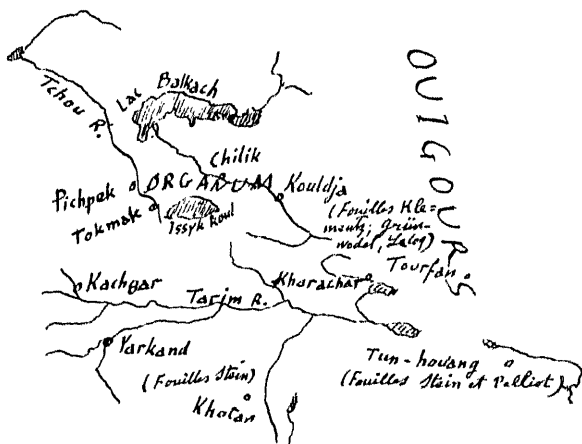 OUIGOUR
Lac Balkach
Tchou R.
Chilik
Pichpek
ORGANUM
Kouldja
Tokmak
Issyk Koul
(Fouilles Kle-
mentz, Grün-
wedel, Lecoq)
Kharachar
Tourfan
Kachgar
Tarim R.
Yarkand
(Fouilles Stein)
Khotan
Tun-houang
(Fouilles Stein et Pelliot)